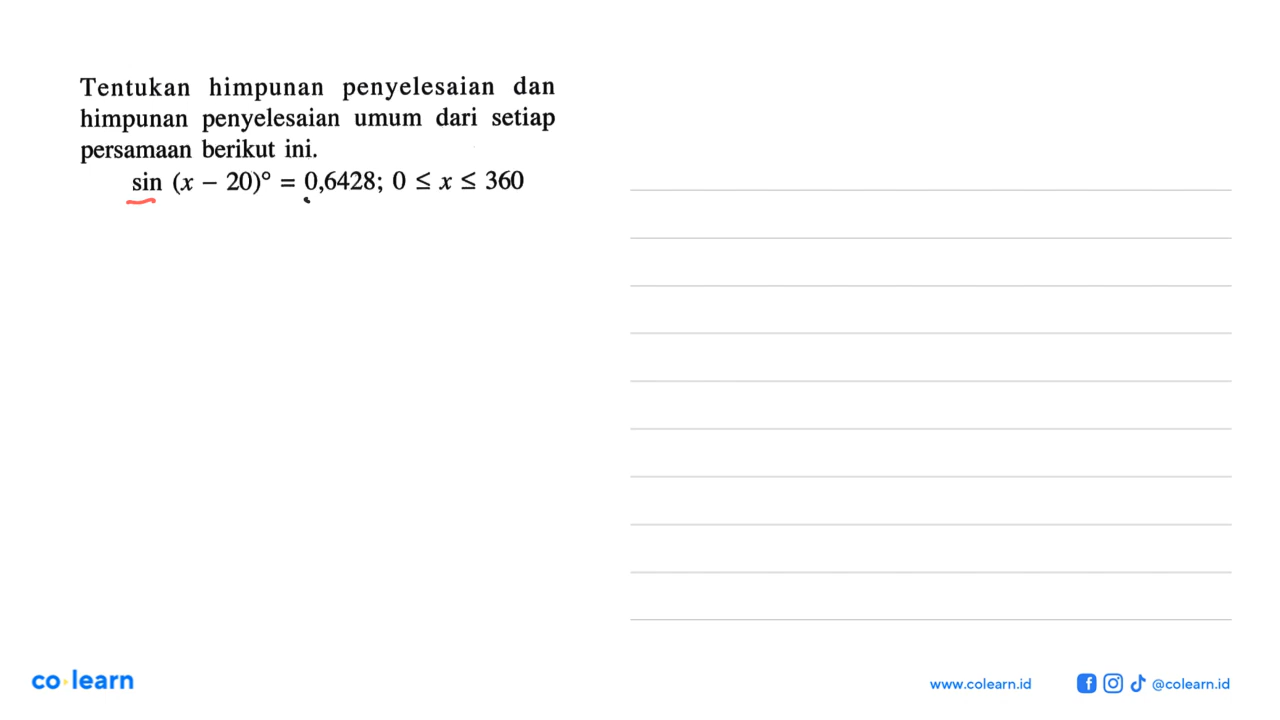 Tentukan himpunan penyelesaian dan
himpunan penyelesaian umum dari setiap
persamaan berikut ini.
sin (x − 20)° = 0,6428; 0 ≤ x ≤ 360
co learn
www.colearn.id
@colearn.id